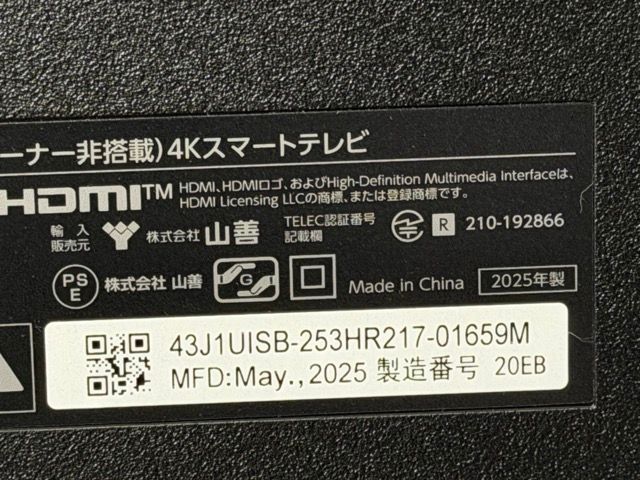 ーナー非搭載）4Kスマートテレビ
HDMI™ HDMI、HDMIロゴ、およびHigh-Definition Multimedia Interfaceは、
HDMI Licensing LLCの商標、または登録商標です。
輸入
販売元 株式会社 山善 TELEC認証番号
記載欄 R 210-192866
PS
E 株式会社 山善 G Made in China 2025年製
43J1UISB-253HR217-01659M
MFD:May.,2025 製造番号 20EB